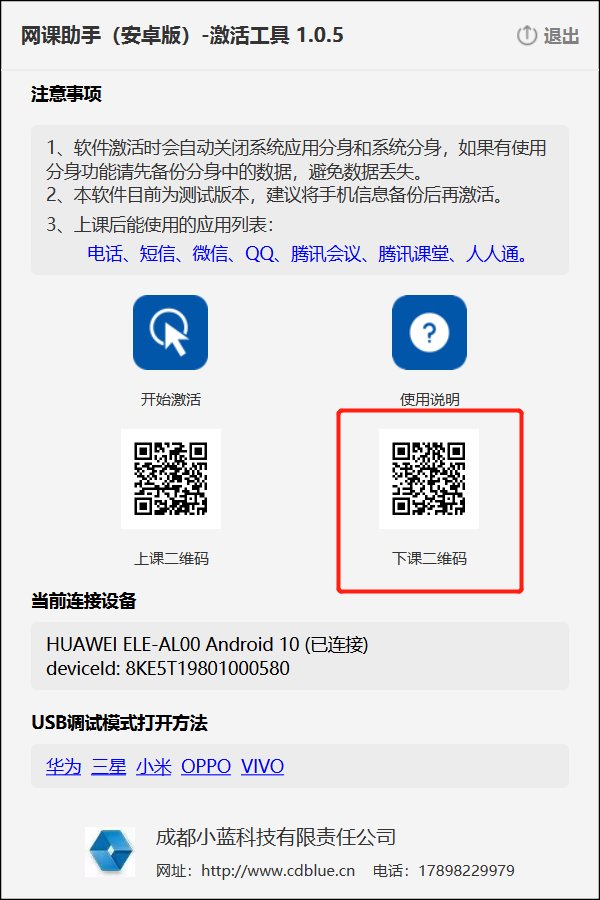 网课助手（安卓版）-激活工具 1.0.5
退出
注意事项
1、软件激活时会自动关闭系统应用分身和系统分身，如果有使用
分身功能请先备份分身中的数据，避免数据丢失。
2、本软件目前为测试版本，建议将手机信息备份后再激活。
3、上课后能使用的应用列表：
电话、短信、微信、QQ、腾讯会议、腾讯课堂、人人通。
?
开始激活
使用说明
上课二维码
下课二维码
当前连接设备
HUAWEI ELE-AL00 Android 10 (已连接)
deviceId: 8KE5T19801000580
USB调试模式打开方法
华为 三星 小米 OPPO VIVO
成都小蓝科技有限责任公司
网址：http://www.cdblue.cn 电话：17898229979